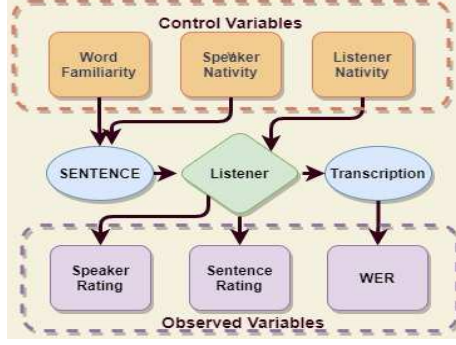 Control Variables
Word
Familiarity
Speaker
Nativity
Listener
Nativity
SENTENCE
Listener
Transcription
Speaker
Rating
Sentence
Rating
WER
Observed Variables